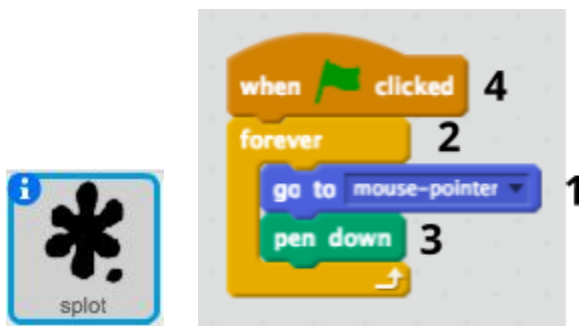 when clicked 4
forever 2
go to mouse-pointer 1
pen down 3
i
splot